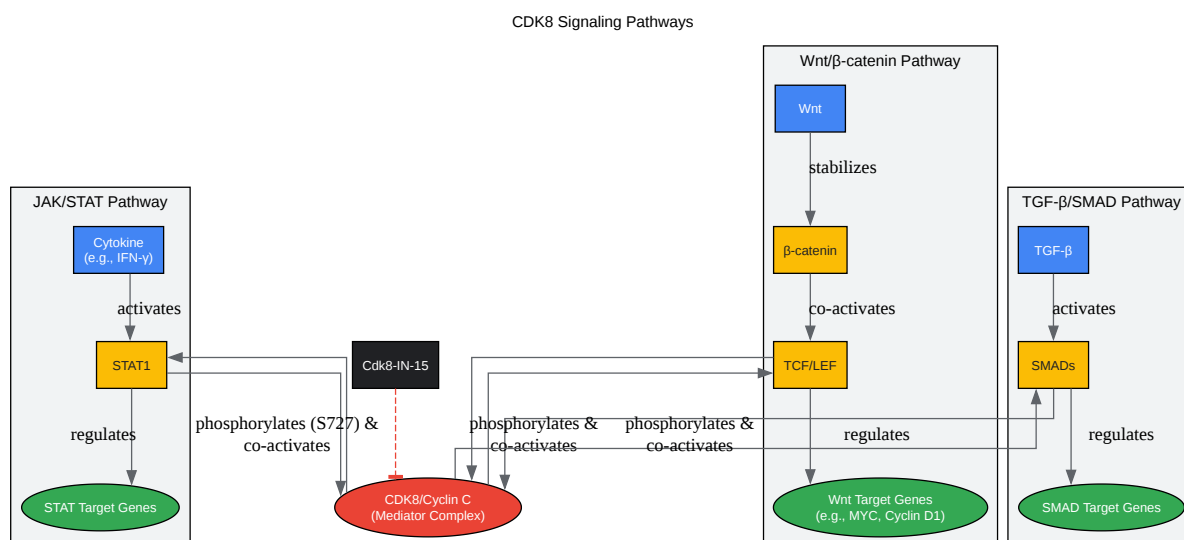 CDK8 Signaling Pathways
Wnt/β-catenin Pathway
Wnt
stabilizes
JAK/STAT Pathway
TGF-β/SMAD Pathway
Cytokine
(e.g., IFN-γ)
β-catenin
TGF-β
activates
co-activates
activates
STAT1
Cdk8-IN-15
TCF/LEF
SMADs
regulates
phosphorylates (S727) &
co-activates
phosphorylates &
co-activates
phosphorylates &
co-activates
regulates
regulates
STAT Target Genes
CDK8/Cyclin C
(Mediator Complex)
Wnt Target Genes
(e.g., MYC, Cyclin D1)
SMAD Target Genes